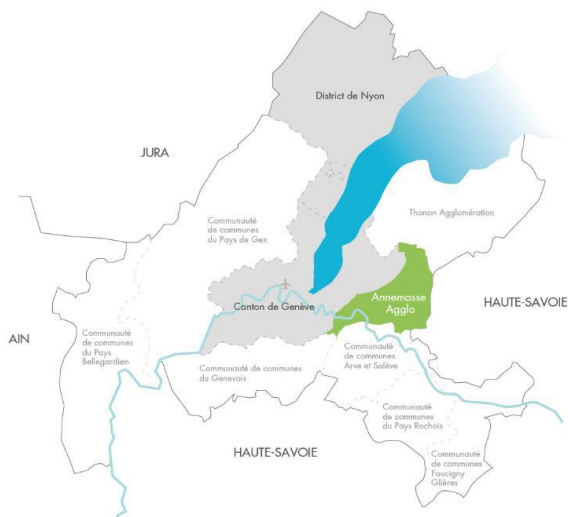 District de Nyon
JURA
Communauté
de communes
du Pays de Gex
Thonon Agglomération
Annemasse
Agglo
Canton de Genève
HAUTE-SAVOIE
AIN
Communauté
de communes
du Pays
Bellegardien
Communauté de communes
du Genevois
Communauté
de communes
Arve et Salève
Communauté
de communes
du Pays Rochois
HAUTE-SAVOIE
Communauté
de communes
Faucigny
Glières